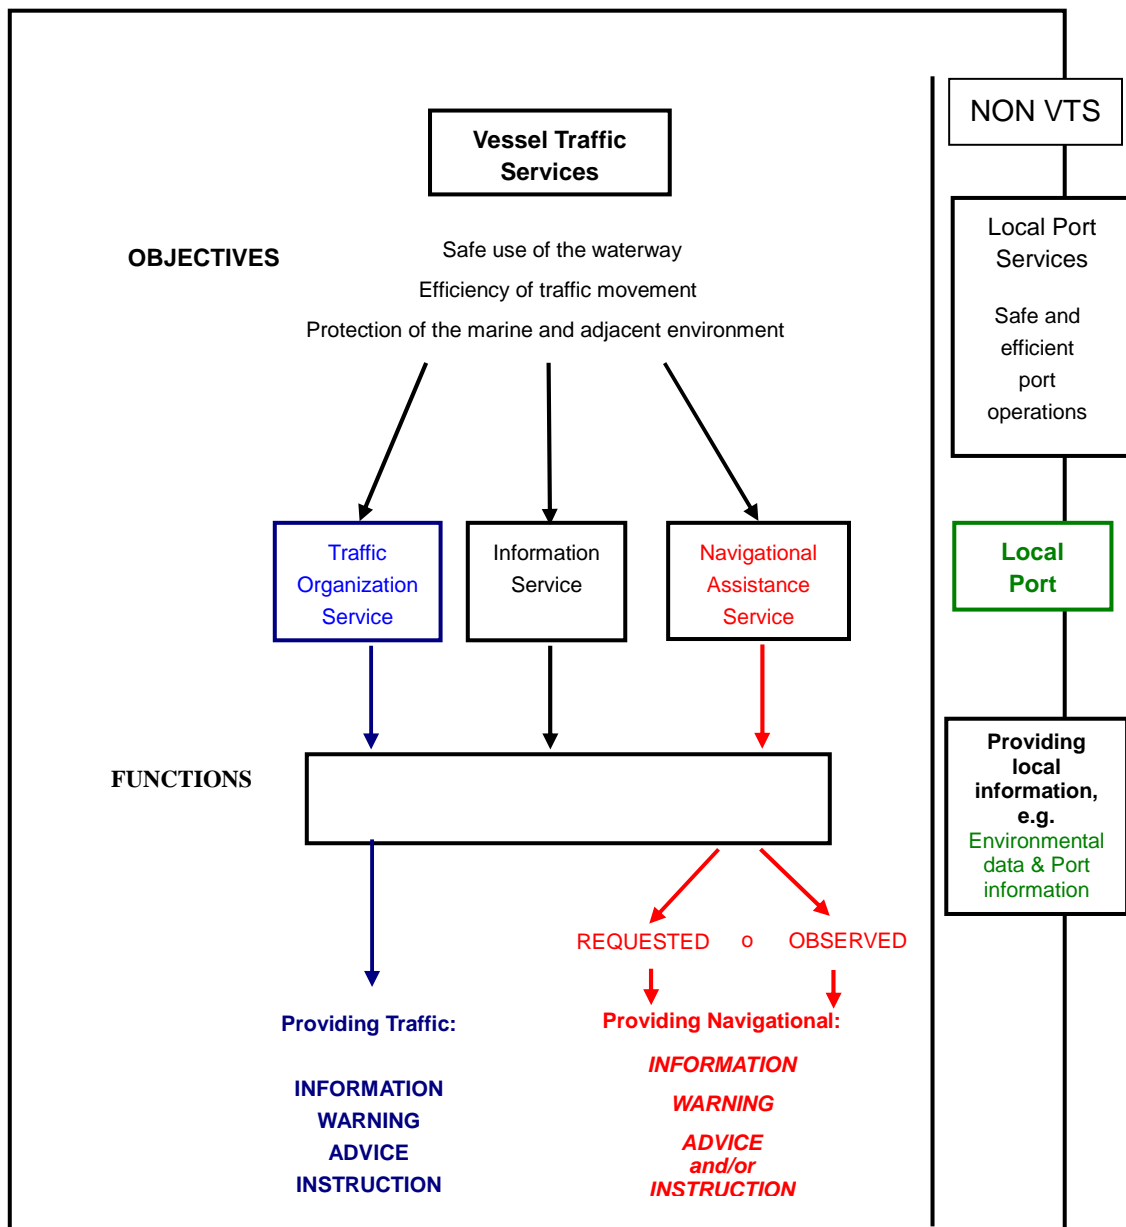 NON VTS
Vessel Traffic
Services
OBJECTIVES
Safe use of the waterway
Efficiency of traffic movement
Protection of the marine and adjacent environment
Local Port
Services
Safe and
efficient
port
operations
Traffic
Organization
Service
Information
Service
Navigational
Assistance
Service
Local
Port
FUNCTIONS
Providing
local
information,
e.g.
Environmental
data & Port
information
REQUESTED o OBSERVED
Providing Traffic:
INFORMATION
WARNING
ADVICE
INSTRUCTION
Providing Navigational:
INFORMATION
WARNING
ADVICE
and/or
INSTRUCTION